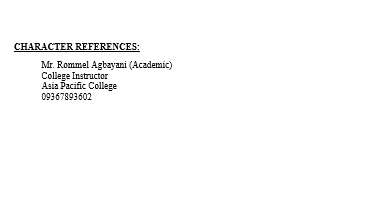 CHARACTER REFERENCES:
Mr. Rommel Agbayani (Academic)
College Instructor
Asia Pacific College
09367893602